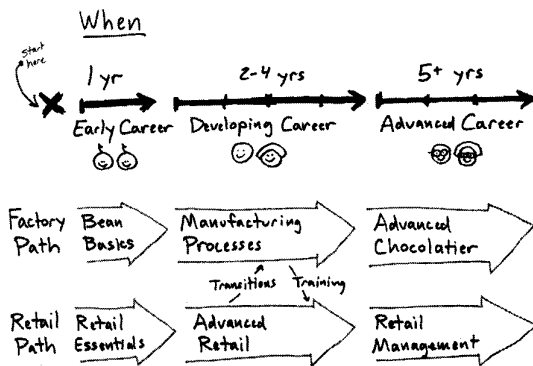 When
start
here
1 yr
2-4 yrs
5+ yrs
Early Career
Developing Career
Advanced Career
Factory
Path
Bean
Basics
Manufacturing
Processes
Advanced
Chocolatier
Transitions
Training
Retail
Path
Retail
Essentials
Advanced
Retail
Retail
Management